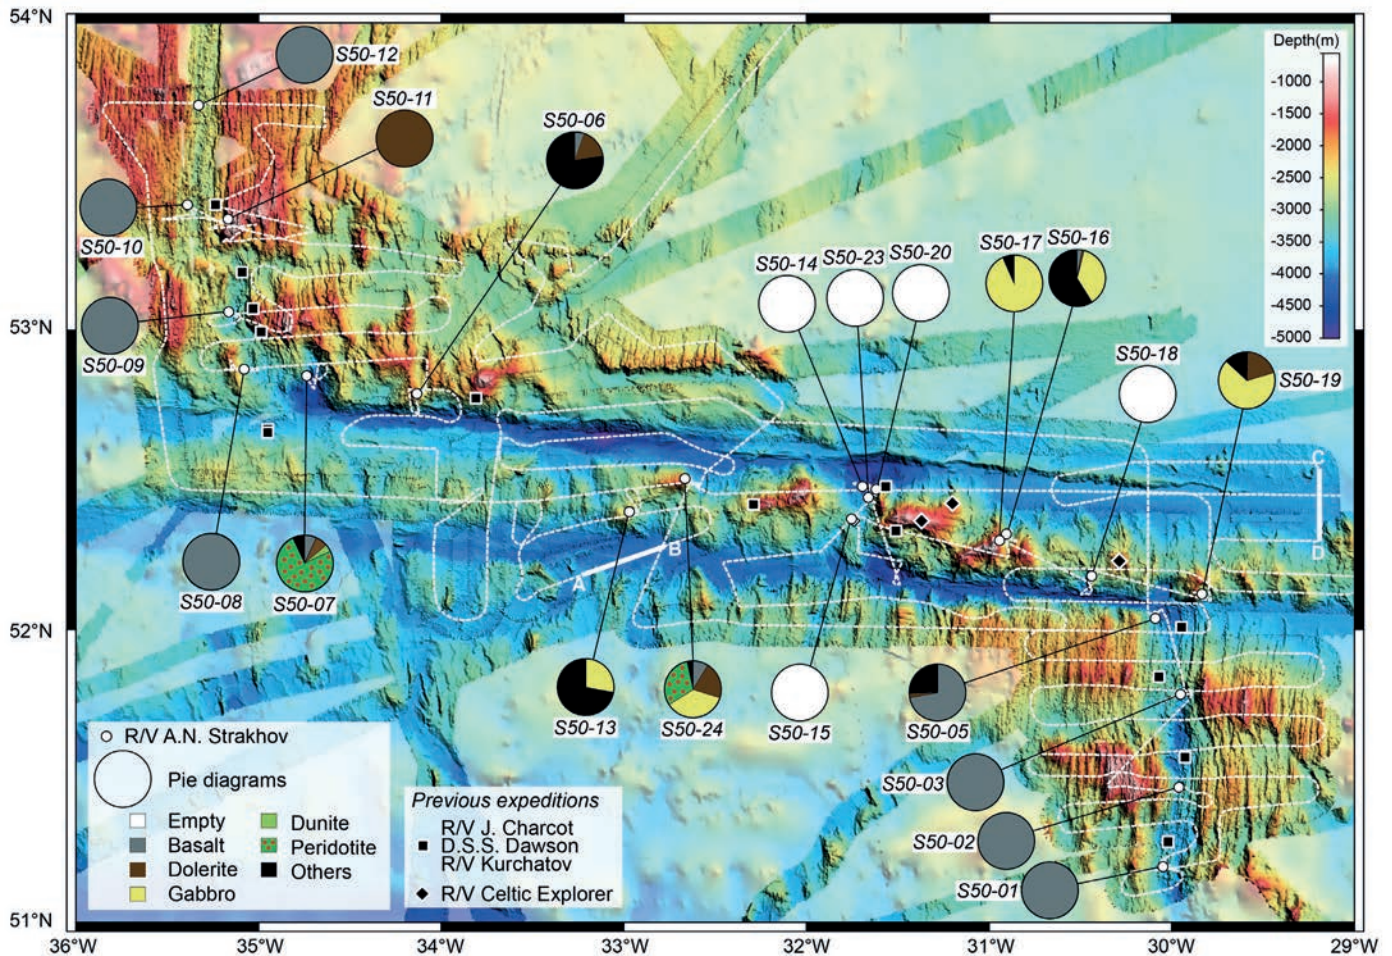 54°N
53°N
52°N
51°N
36°W
35°W
34°W
33°W
32°W
31°W
30°W
29°W
Depth(m)
-1000
-1500
-2000
-2500
-3000
-3500
-4000
-4500
-5000
S50-12
S50-11
S50-06
S50-10
S50-09
S50-14
S50-23
S50-20
S50-17
S50-16
S50-18
S50-19
S50-08
S50-07
S50-13
S50-24
S50-15
S50-05
S50-03
S50-02
S50-01
A
B
C
D
R/V A.N. Strakhov
Pie diagrams
Empty
Basalt
Dolerite
Gabbro
Dunite
Peridotite
Others
Previous expeditions
R/V J. Charcot
D.S.S. Dawson
R/V Kurchatov
R/V Celtic Explorer